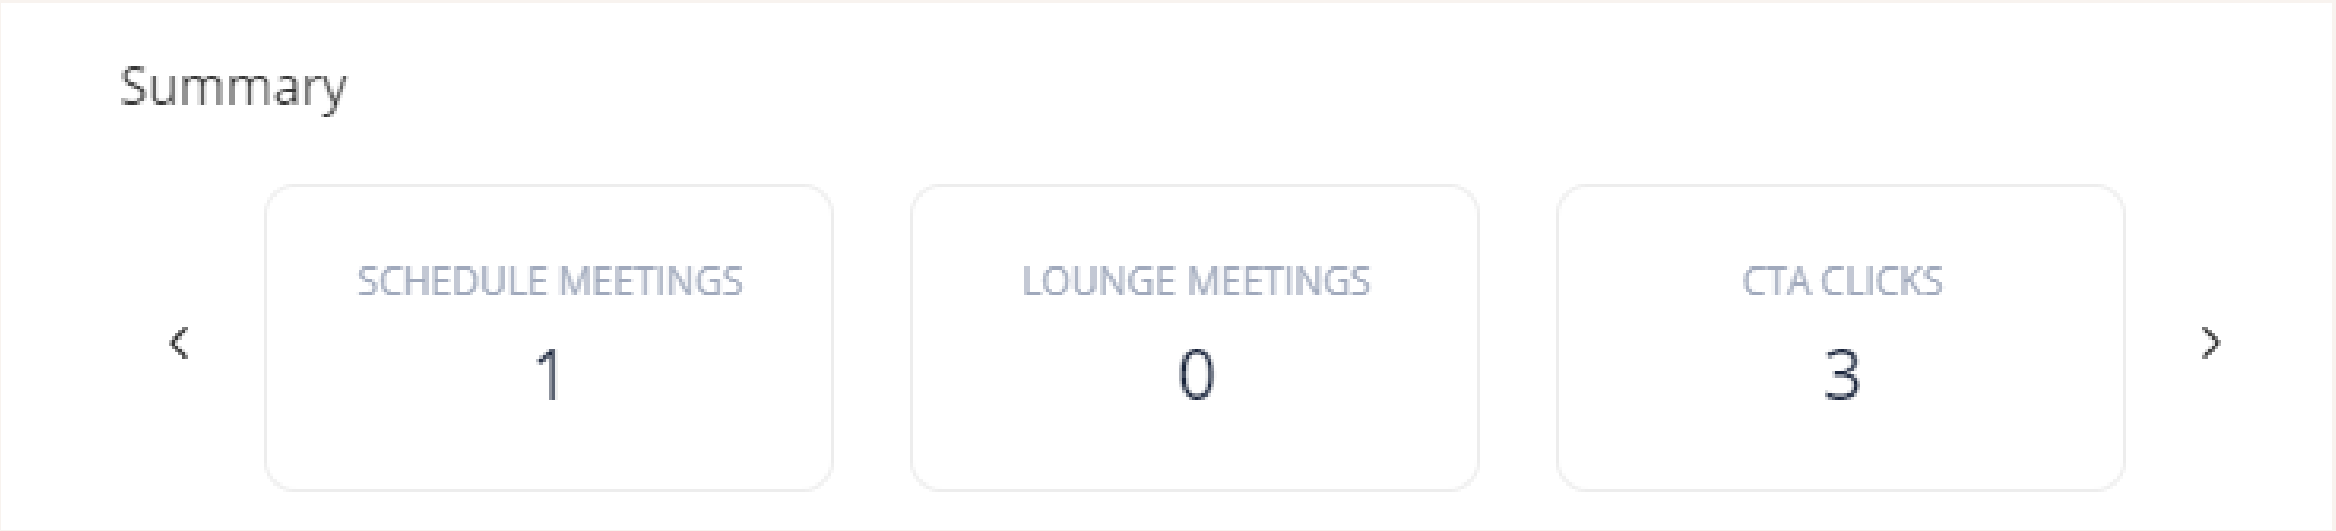 Summary
SCHEDULE MEETINGS
1
LOUNGE MEETINGS
0
CTA CLICKS
3